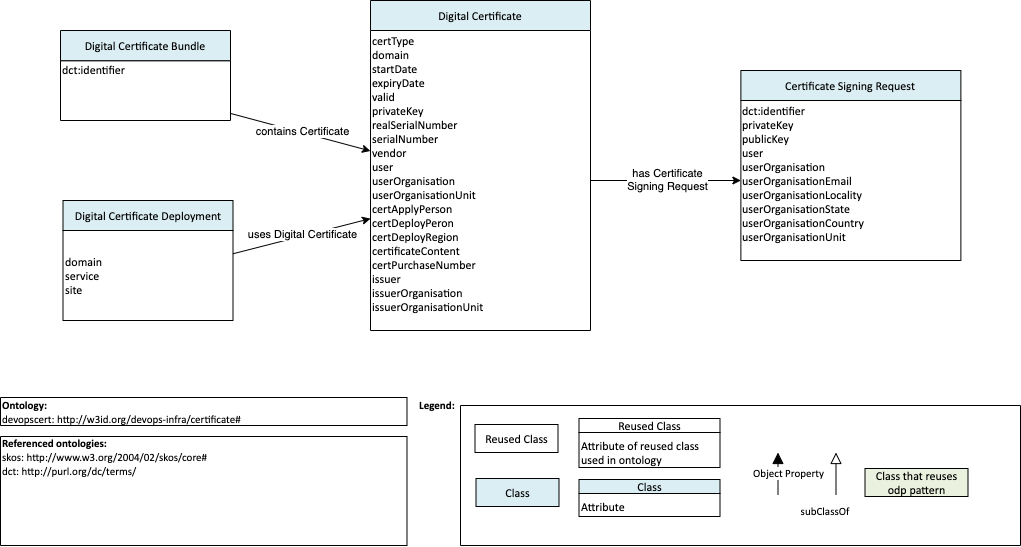 Digital Certificate Bundle
dct:identifier
contains Certificate
Digital Certificate Deployment
domain
service
site
uses Digital Certificate
Digital Certificate
certType
domain
startDate
expiryDate
valid
privateKey
realSerialNumber
serialNumber
vendor
user
userOrganisation
userOrganisationUnit
certApplyPerson
certDeployPeron
certDeployRegion
certificateContent
certPurchaseNumber
issuer
issuerOrganisation
issuerOrganisationUnit
has Certificate
Signing Request
Certificate Signing Request
dct:identifier
privateKey
publicKey
user
userOrganisation
userOrganisationEmail
userOrganisationLocality
userOrganisationState
userOrganisationCountry
userOrganisationUnit
Ontology:
devopscert: http://w3id.org/devops-infra/certificate#
Referenced ontologies:
skos: http://www.w3.org/2004/02/skos/core#
dct: http://purl.org/dc/terms/
Legend:
Reused Class
Class
Reused Class
Attribute of reused class
used in ontology
Class
Attribute
Object Property
subClassOf
Class that reuses
odp pattern